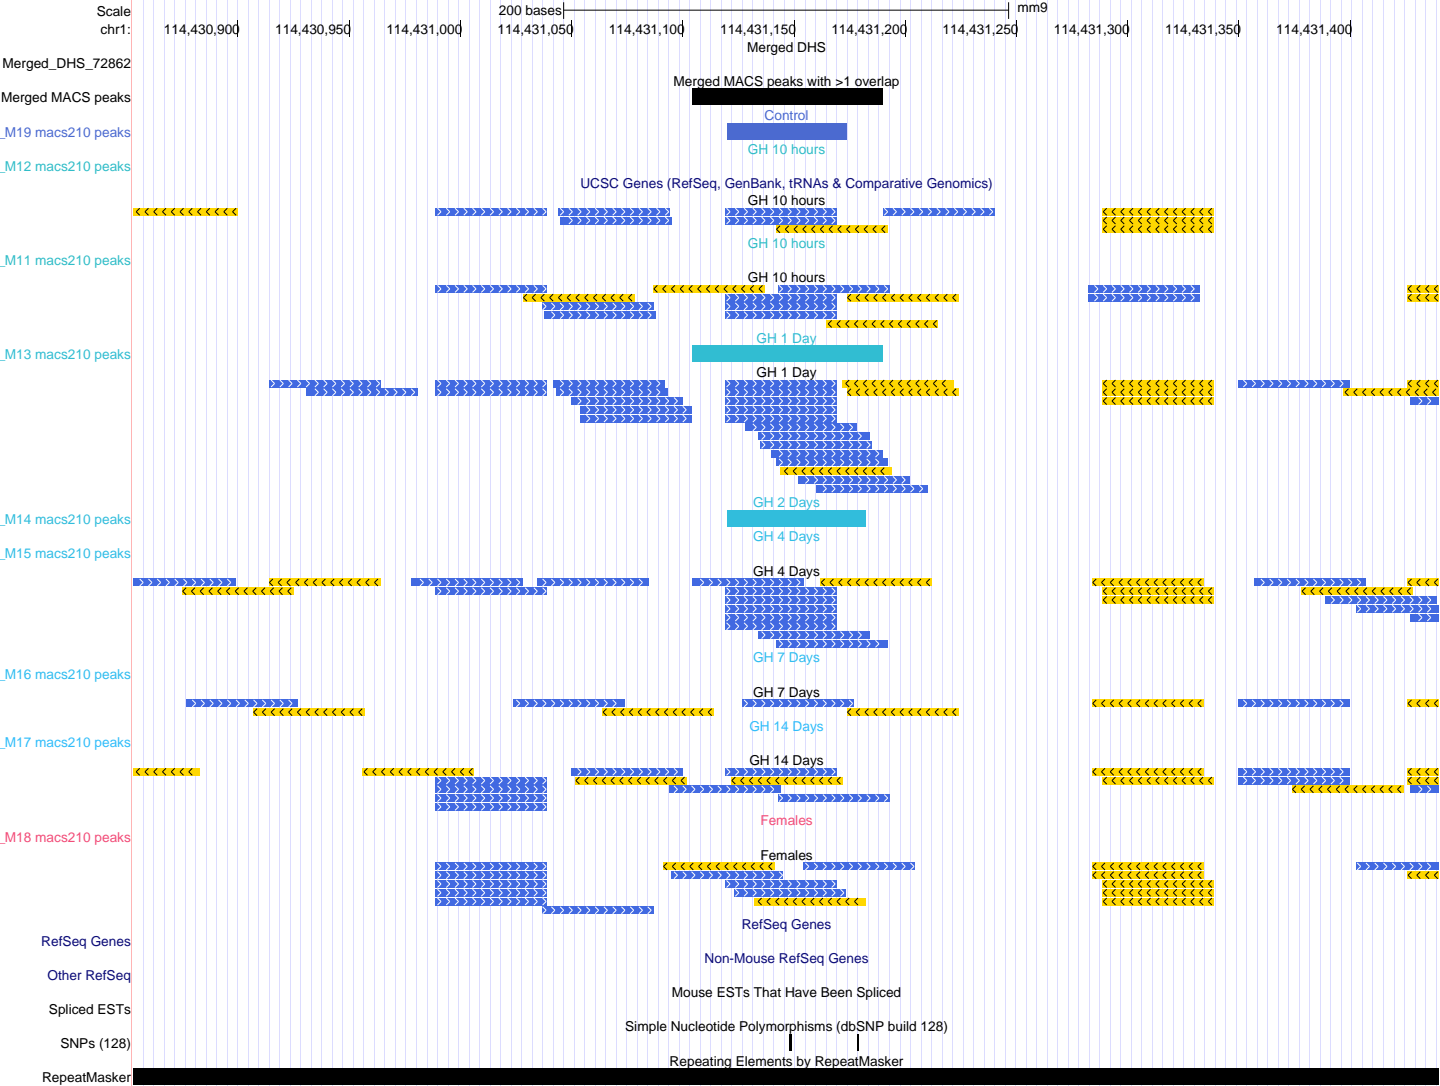 Scale 200 bases mm9
chr1: 114,430,900 114,430,950 114,431,000 114,431,050 114,431,100 114,431,150 114,431,200 114,431,250 114,431,300 114,431,350 114,431,400
Merged DHS
Merged_DHS_72862
Merged MACS peaks with >1 overlap
Merged MACS peaks
Control
_M19 macs210 peaks
GH 10 hours
_M12 macs210 peaks
UCSC Genes (RefSeq, GenBank, tRNAs & Comparative Genomics)
GH 10 hours
GH 10 hours
_M11 macs210 peaks
GH 10 hours
GH 1 Day
_M13 macs210 peaks
GH 1 Day
GH 2 Days
_M14 macs210 peaks
GH 4 Days
_M15 macs210 peaks
GH 4 Days
GH 7 Days
_M16 macs210 peaks
GH 7 Days
GH 14 Days
_M17 macs210 peaks
GH 14 Days
Females
_M18 macs210 peaks
Females
RefSeq Genes
RefSeq Genes
Non-Mouse RefSeq Genes
Other RefSeq
Mouse ESTs That Have Been Spliced
Spliced ESTs
Simple Nucleotide Polymorphisms (dbSNP build 128)
SNPs (128)
Repeating Elements by RepeatMasker
RepeatMasker